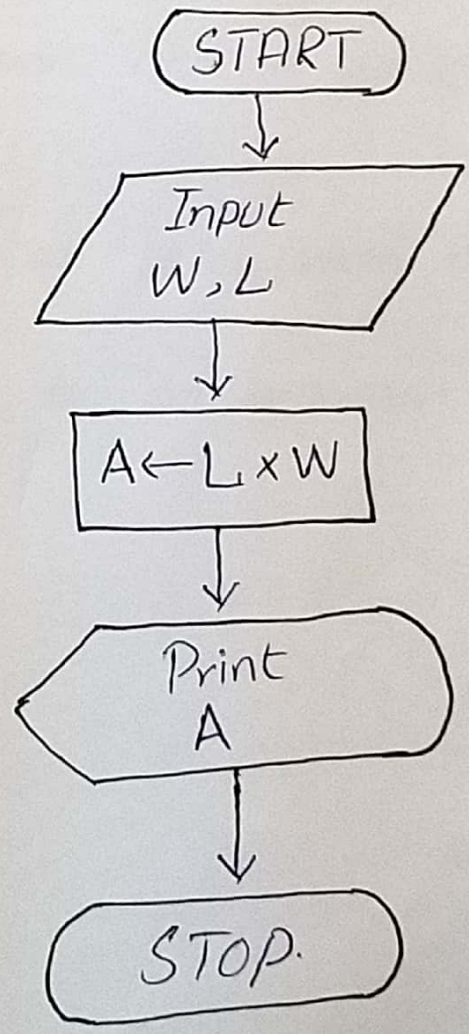 START
Input
W, L
A ← L x W
Print
A
STOP.